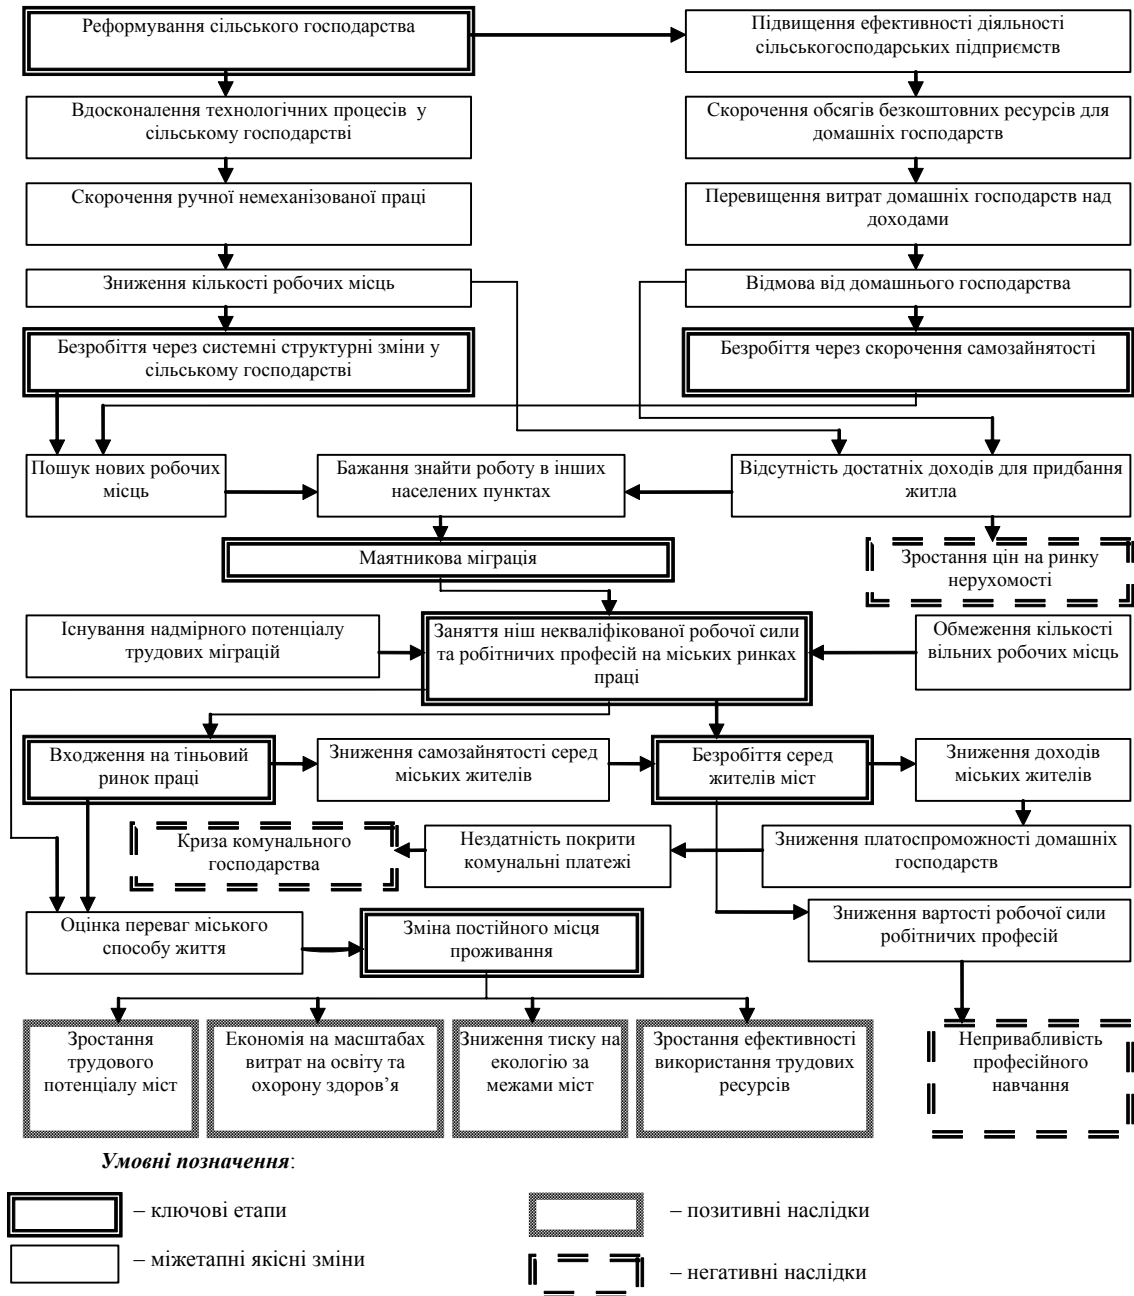 Реформування сільського господарства
Підвищення ефективності діяльності
сільськогосподарських підприємств
Вдосконалення технологічних процесів у
сільському господарстві
Скорочення обсягів безкоштовних ресурсів для
домашніх господарств
Скорочення ручної немеханізованої праці
Перевищення витрат домашніх господарств над
доходами
Зниження кількості робочих місць
Відмова від домашнього господарства
Безробіття через системні структурні зміни у
сільському господарстві
Безробіття через скорочення самозайнятості
Пошук нових робочих
місць
Бажання знайти роботу в інших
населених пунктах
Відсутність достатніх доходів для придбання
житла
Маятникова міграція
Зростання цін на ринку
нерухомості
Існування надмірного потенціалу
трудових міграцій
Заняття ніш некваліфікованої робочої сили
та робітничих професій на міських ринках
праці
Обмеження кількості
вільних робочих місць
Входження на тіньовий
ринок праці
Зниження самозайнятості серед
міських жителів
Безробіття серед
жителів міст
Зниження доходів
міських жителів
Криза комунального
господарства
Нездатність покрити
комунальні платежі
Зниження платоспроможності домашніх
господарств
Оцінка переваг міського
способу життя
Зміна постійного місця
проживання
Зниження вартості робочої сили
робітничих професій
Зростання
трудового
потенціалу міст
Економія на масштабах
витрат на освіту та
охорону здоров’я
Зниження тиску на
екологію за
межами міст
Зростання ефективності
використання трудових
ресурсів
Непривабливість
професійного
навчання
Умовні позначення:
– ключові етапи
– позитивні наслідки
– міжетапні якісні зміни
– негативні наслідки